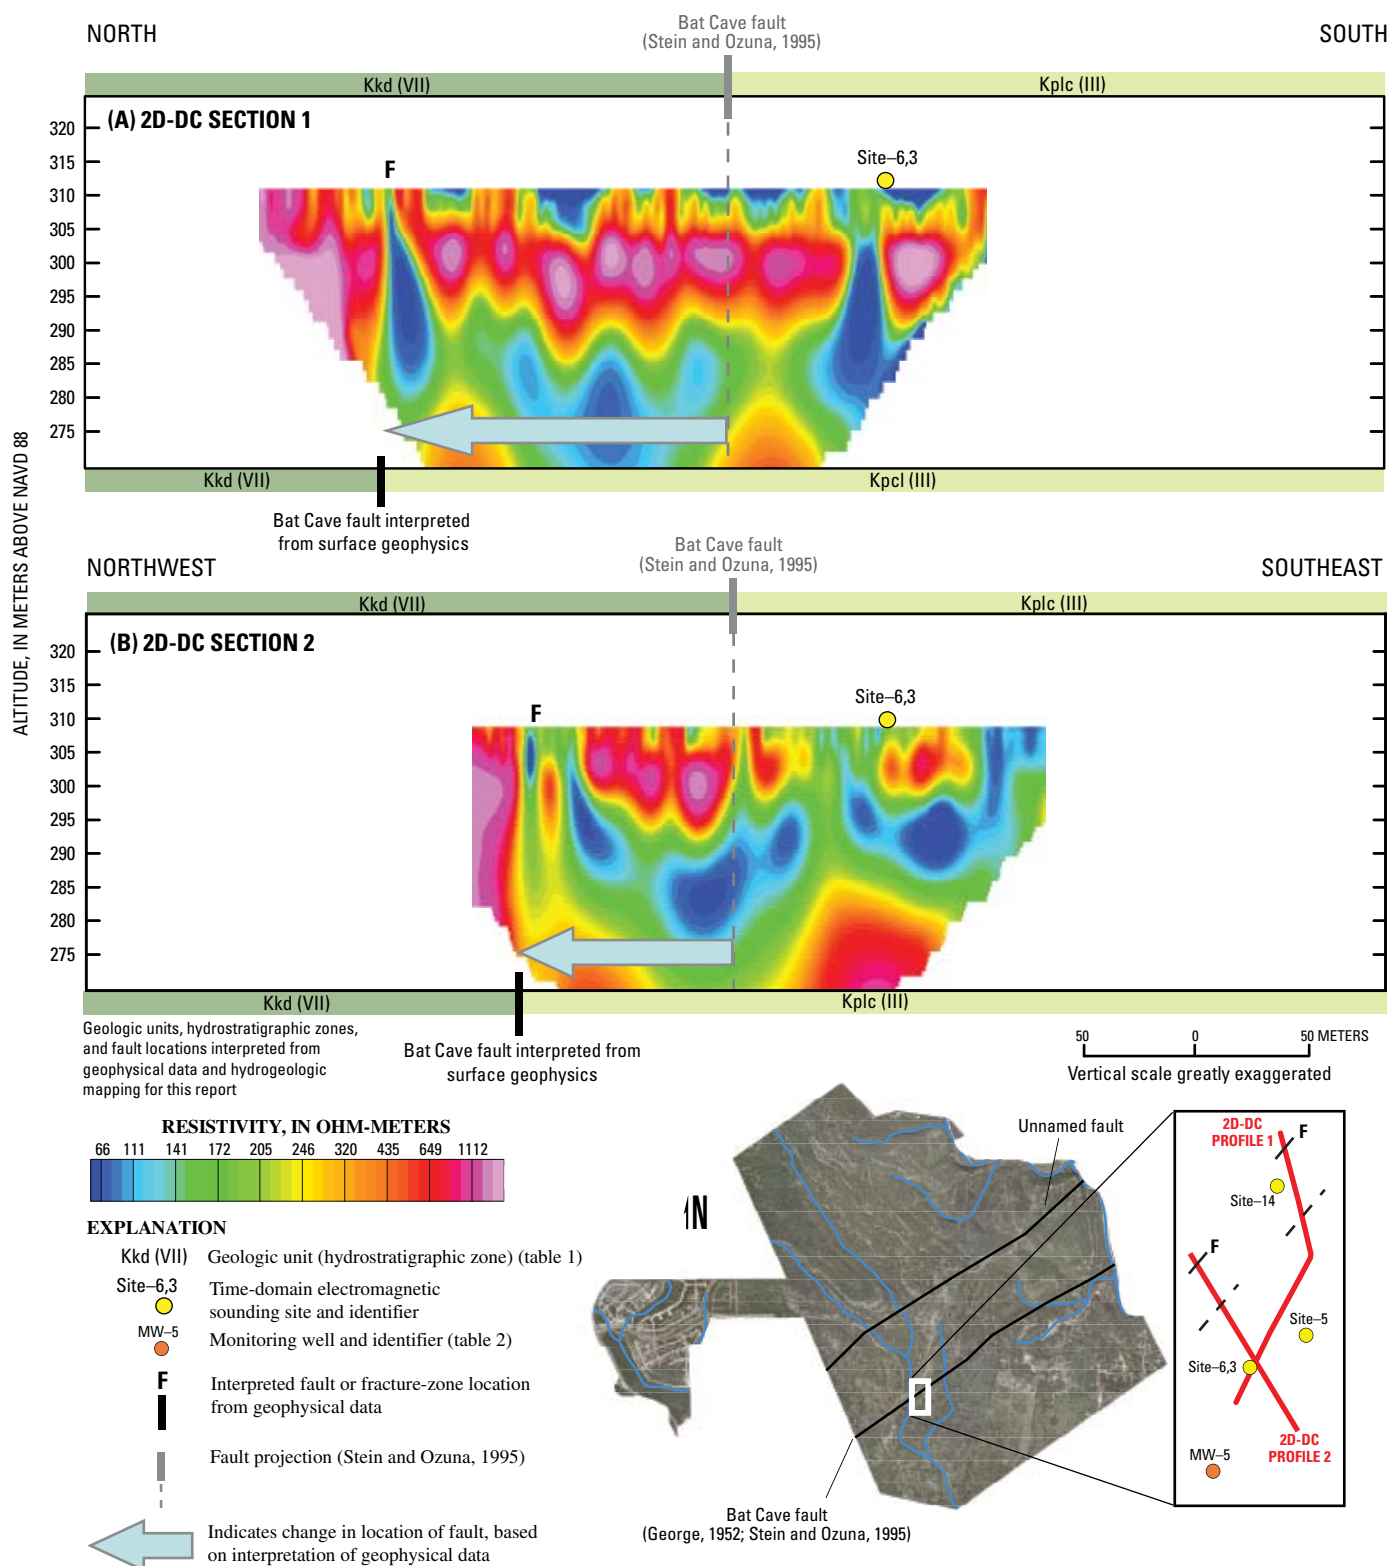 NORTH
Bat Cave fault
(Stein and Ozuna, 1995)
SOUTH
Kkd (VII)
Kplc (III)
(A) 2D-DC SECTION 1
Site–6,3
F
320
315
310
305
300
295
290
285
280
275
Kkd (VII)
Kpcl (III)
Bat Cave fault interpreted
from surface geophysics
ALTITUDE, IN METERS ABOVE NAVD 88
NORTHWEST
Bat Cave fault
(Stein and Ozuna, 1995)
SOUTHEAST
Kkd (VII)
Kplc (III)
(B) 2D-DC SECTION 2
Site–6,3
F
320
315
310
305
300
295
290
285
280
275
Kkd (VII)
Kplc (III)
Geologic units, hydrostratigraphic zones,
and fault locations interpreted from
geophysical data and hydrogeologic
mapping for this report
Bat Cave fault interpreted from
surface geophysics
50 0 50 METERS
Vertical scale greatly exaggerated
RESISTIVITY, IN OHM-METERS
66 111 141 172 205 246 320 435 649 1112
EXPLANATION
Kkd (VII) Geologic unit (hydrostratigraphic zone) (table 1)
Site–6,3 Time-domain electromagnetic
sounding site and identifier
MW–5 Monitoring well and identifier (table 2)
F Interpreted fault or fracture-zone location
from geophysical data
Fault projection (Stein and Ozuna, 1995)
Indicates change in location of fault, based
on interpretation of geophysical data
N
Unnamed fault
Bat Cave fault
(George, 1952; Stein and Ozuna, 1995)
2D-DC
PROFILE 1
F
Site–14
F
Site–5
Site–6,3
2D-DC
PROFILE 2
MW–5